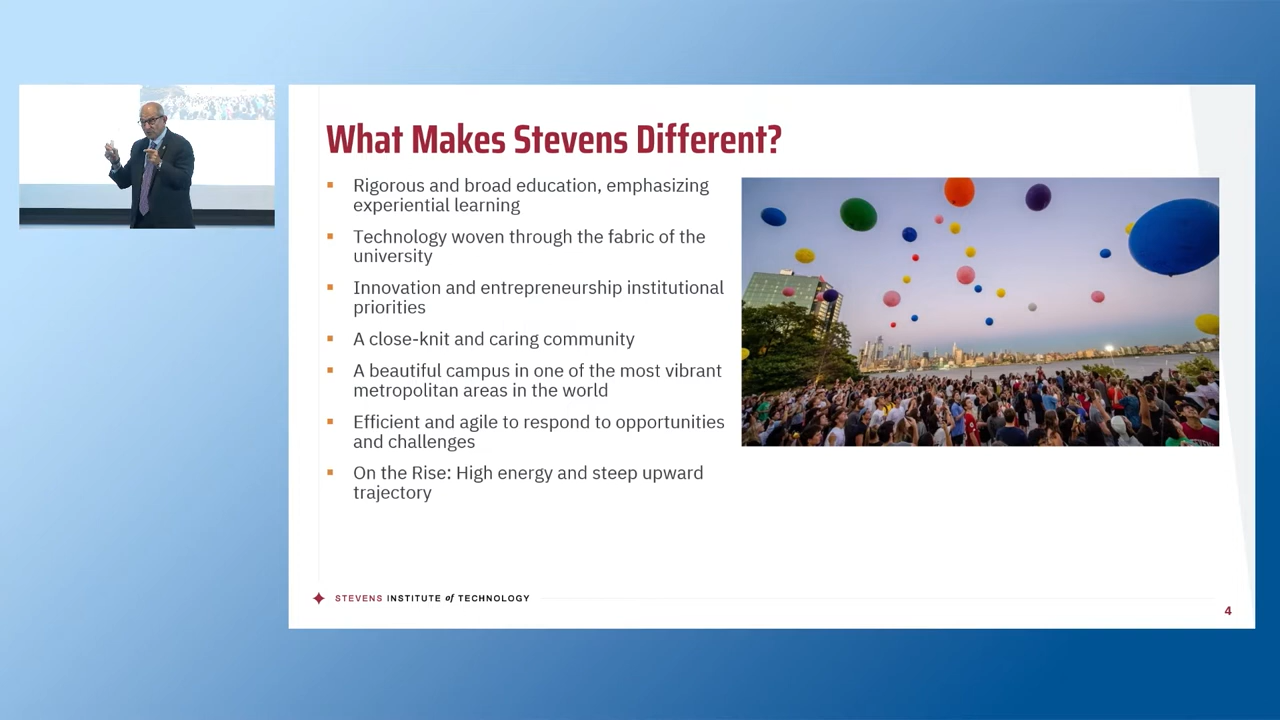 What Makes Stevens Different?
▪ Rigorous and broad education, emphasizing
experiential learning
▪ Technology woven through the fabric of the
university
▪ Innovation and entrepreneurship institutional
priorities
▪ A close-knit and caring community
▪ A beautiful campus in one of the most vibrant
metropolitan areas in the world
▪ Efficient and agile to respond to opportunities
and challenges
▪ On the Rise: High energy and steep upward
trajectory
STEVENS INSTITUTE of TECHNOLOGY
4